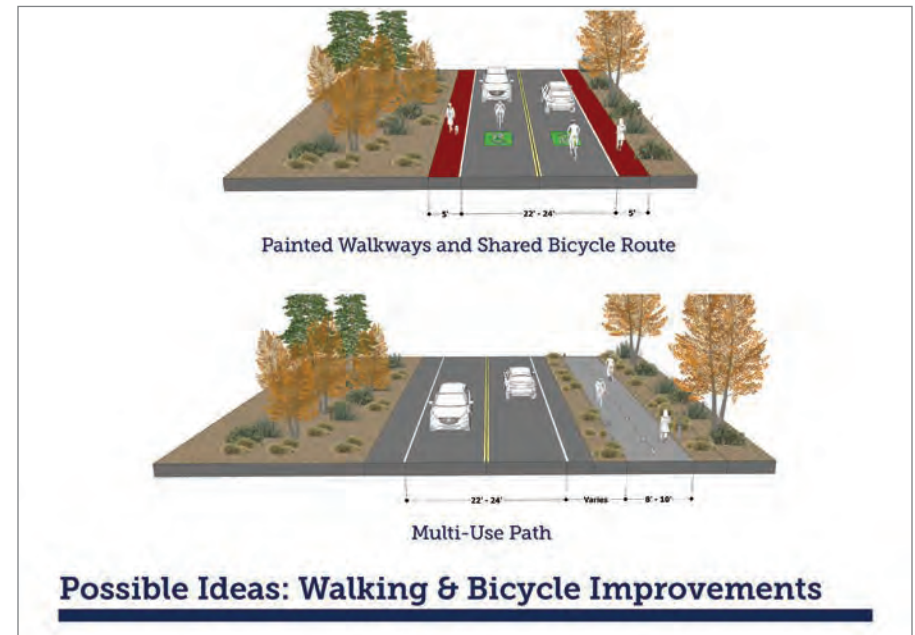 5' 22' - 24' 5'
Painted Walkways and Shared Bicycle Route
22' - 24' Varies 8' - 10'
Multi-Use Path
Possible Ideas: Walking & Bicycle Improvements